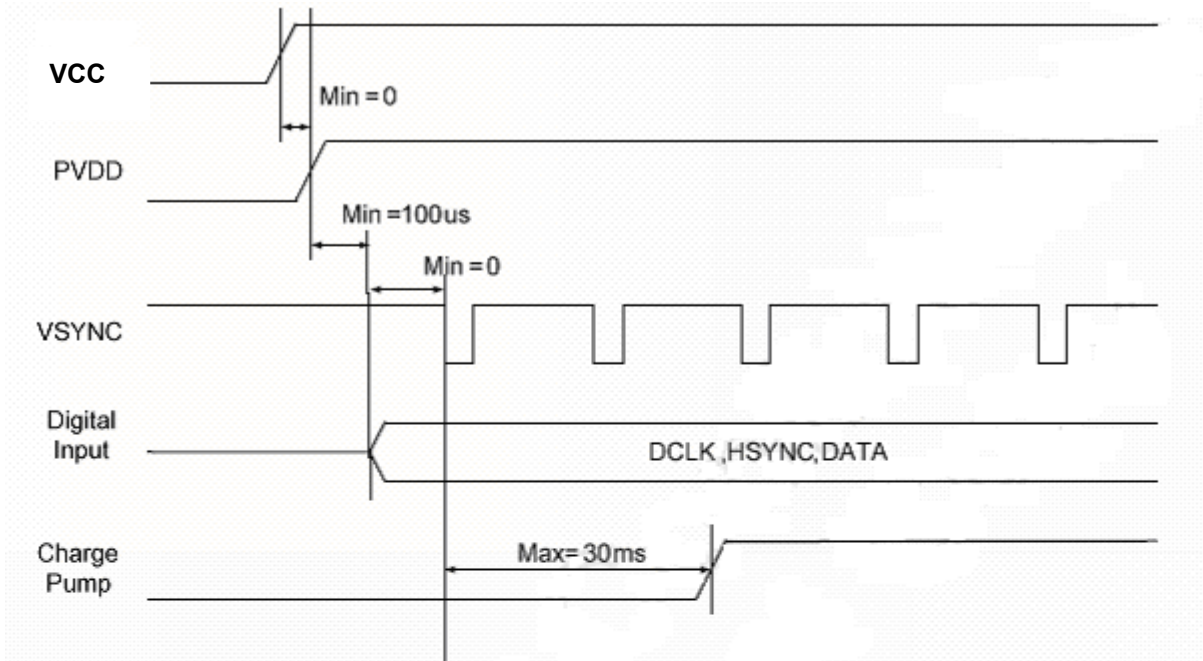 VCC
Min =0
PVDD
Min =100us
Min =0
VSYNC
Digital
Input
DCLK ,HSYNC,DATA
Charge
Pump
Max= 30ms